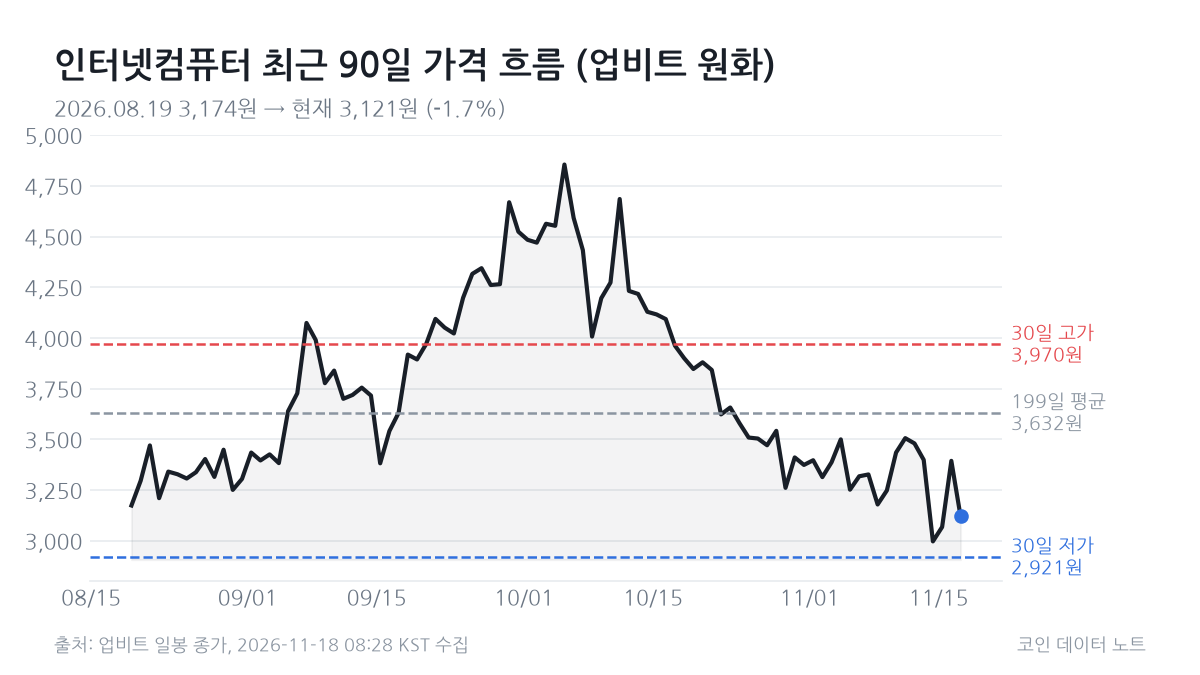 인터넷컴퓨터 최근 90일 가격 흐름 (업비트 원화)
2026.08.19 3,174원 → 현재 3,121원 (-1.7%)
5,000
4,750
4,500
4,250
4,000
3,750
3,500
3,250
3,000
30일 고가
3,970원
199일 평균
3,632원
30일 저가
2,921원
08/15 09/01 09/15 10/01 10/15 11/01 11/15
출처: 업비트 일봉 종가, 2026-11-18 08:28 KST 수집
코인 데이터 노트